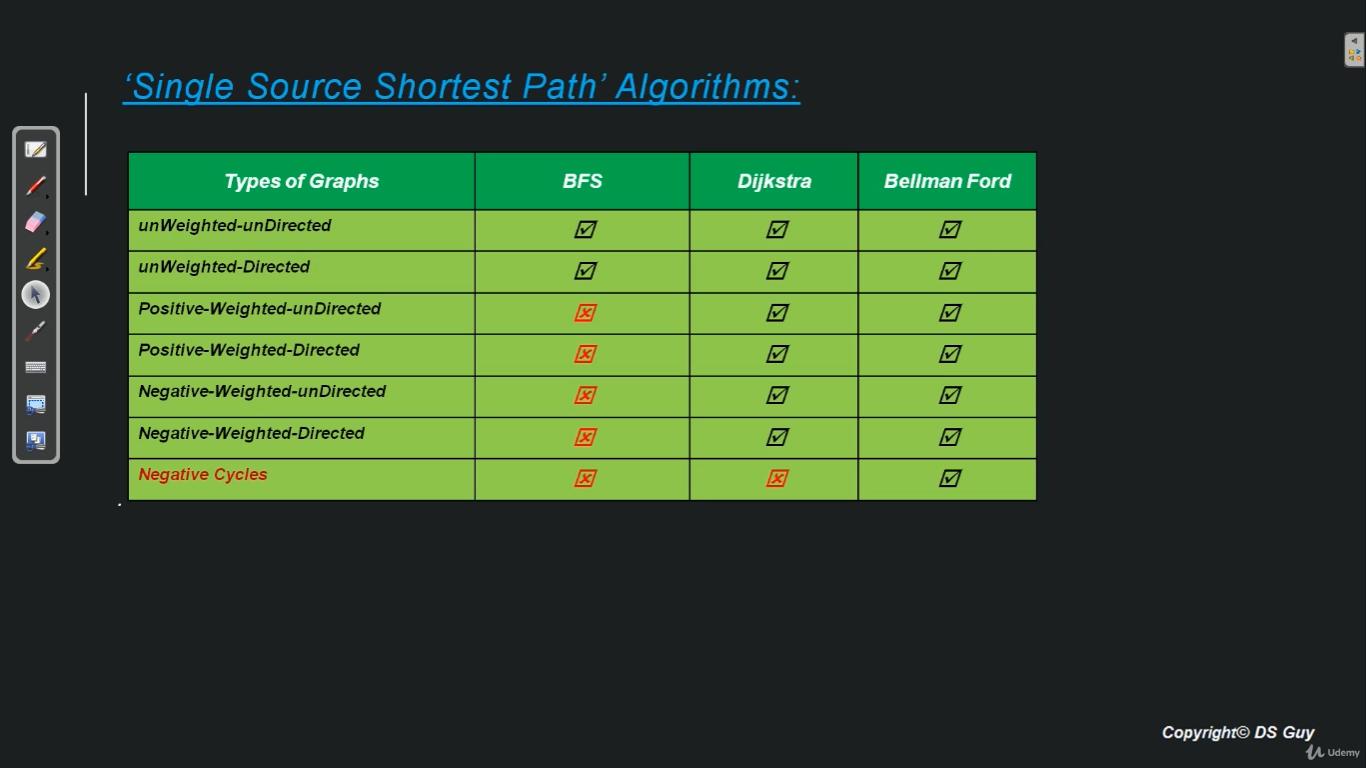 ‘Single Source Shortest Path’ Algorithms:
Types of Graphs BFS Dijkstra Bellman Ford
unWeighted-unDirected ☑ ☑ ☑
unWeighted-Directed ☑ ☑ ☑
Positive-Weighted-unDirected ☒ ☑ ☑
Positive-Weighted-Directed ☒ ☑ ☑
Negative-Weighted-unDirected ☒ ☑ ☑
Negative-Weighted-Directed ☒ ☑ ☑
Negative Cycles ☒ ☒ ☑
Copyright© DS Guy
Udemy